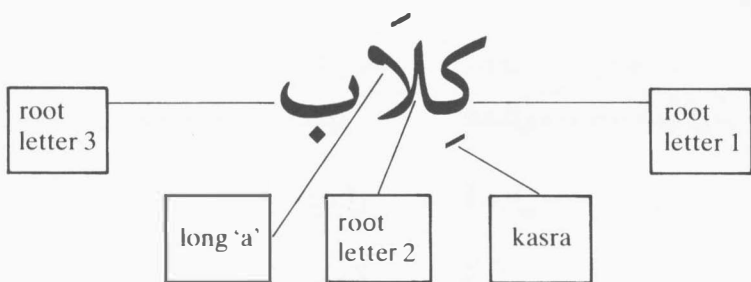 كِلَاب
root letter 3
root letter 1
long ‘a’
root letter 2
kasra